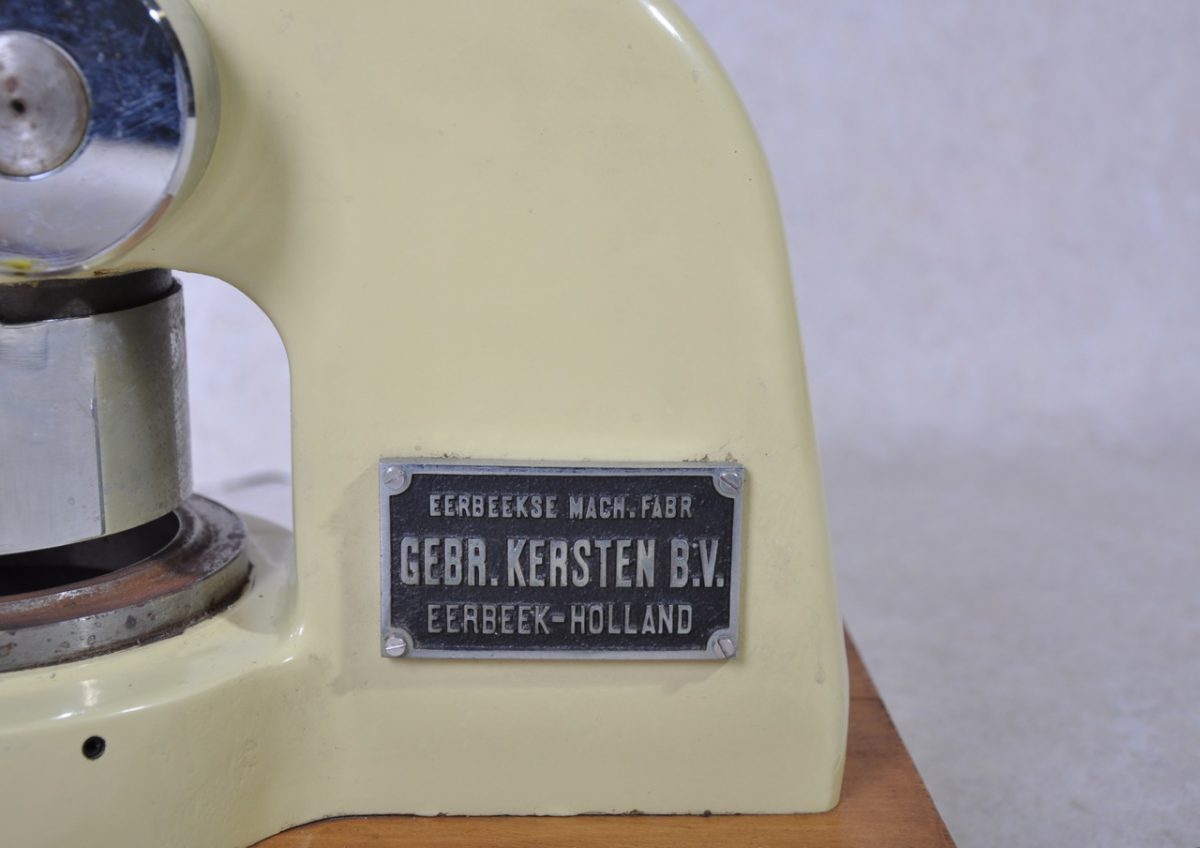 EERBEEKSE MACH. FABR
GEBR. KERSTEN B.V.
EERBEEK-HOLLAND